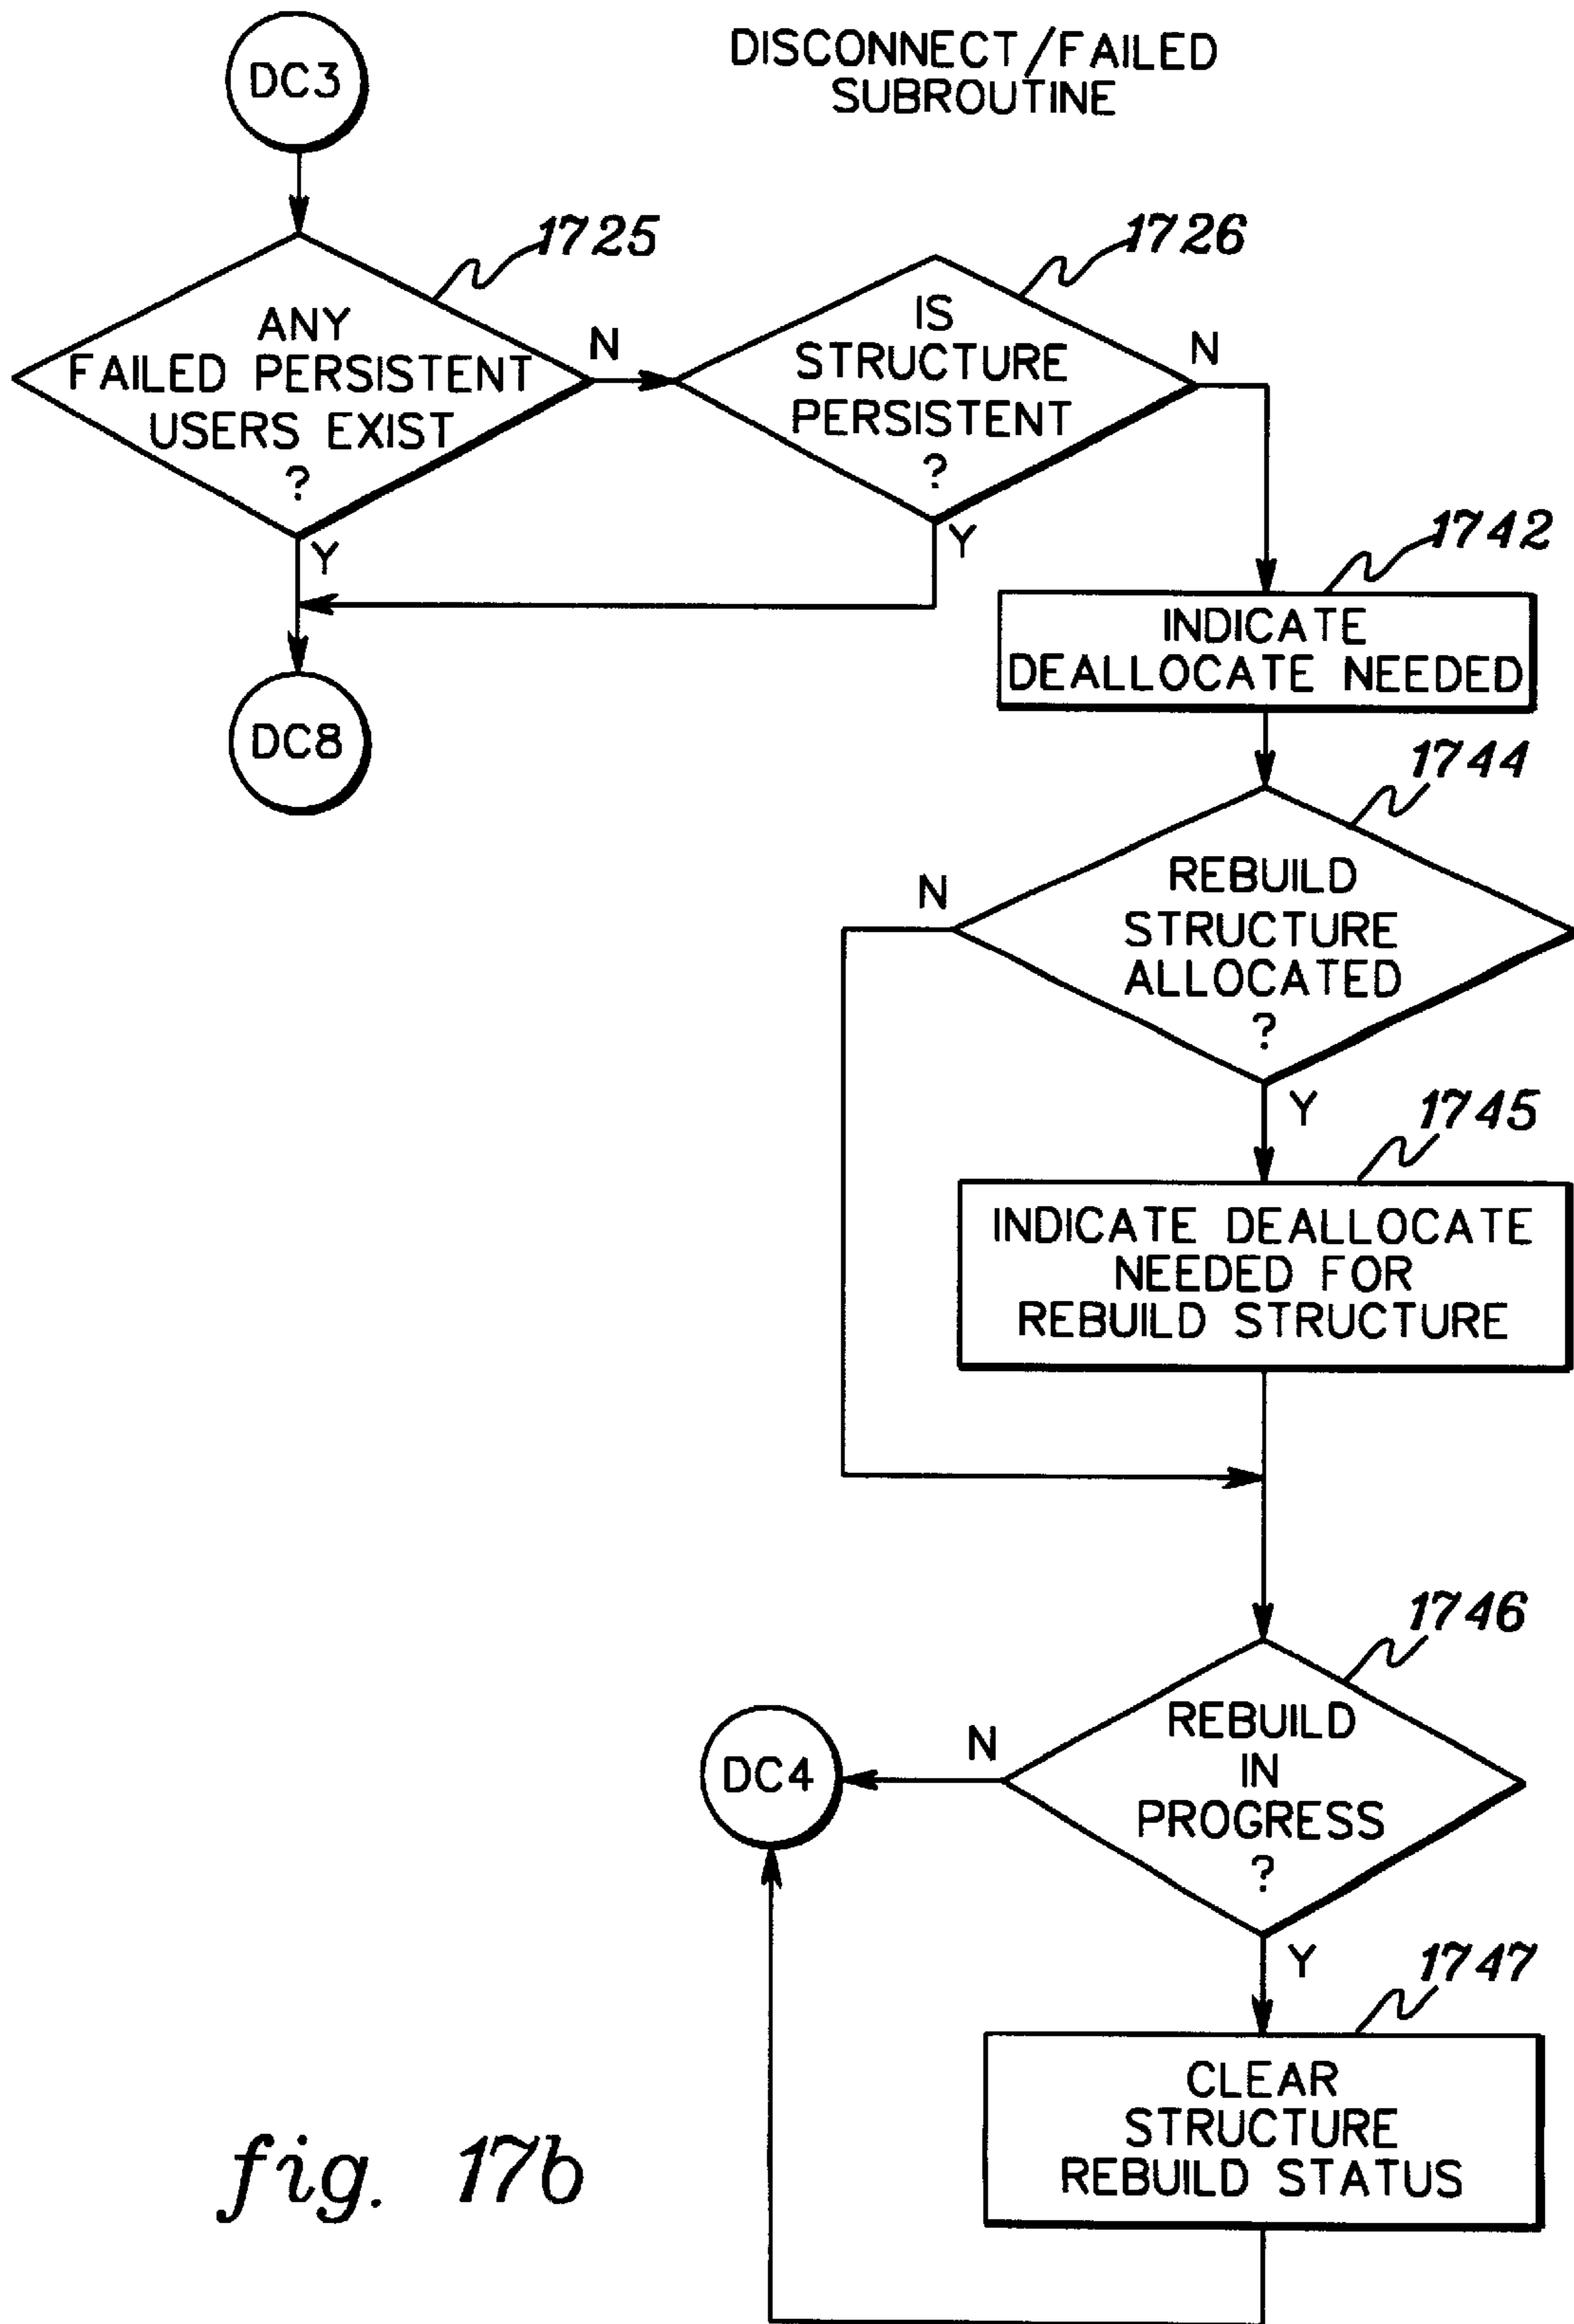 DISCONNECT/FAILED
SUBROUTINE
DC3
1725
ANY
FAILED PERSISTENT
USERS EXIST
?
N
Y
1726
IS
STRUCTURE
PERSISTENT
?
N
Y
DC8
1742
INDICATE
DEALLOCATE NEEDED
1744
REBUILD
STRUCTURE
ALLOCATED
?
N
Y
1745
INDICATE DEALLOCATE
NEEDED FOR
REBUILD STRUCTURE
1746
REBUILD
IN
PROGRESS
?
N
DC4
Y
1747
CLEAR
STRUCTURE
REBUILD STATUS
fig. 17b